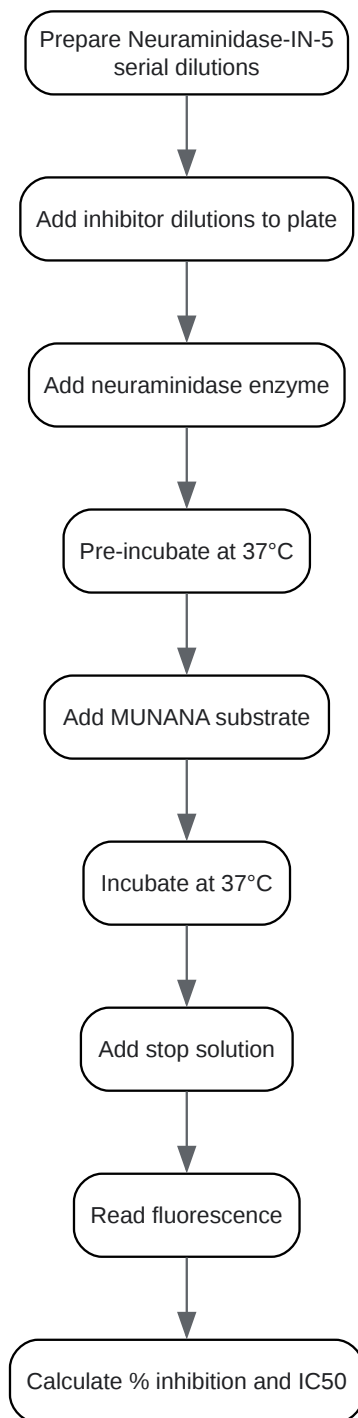 Prepare Neuraminidase-IN-5
serial dilutions
Add inhibitor dilutions to plate
Add neuraminidase enzyme
Pre-incubate at 37°C
Add MUNANA substrate
Incubate at 37°C
Add stop solution
Read fluorescence
Calculate % inhibition and IC50